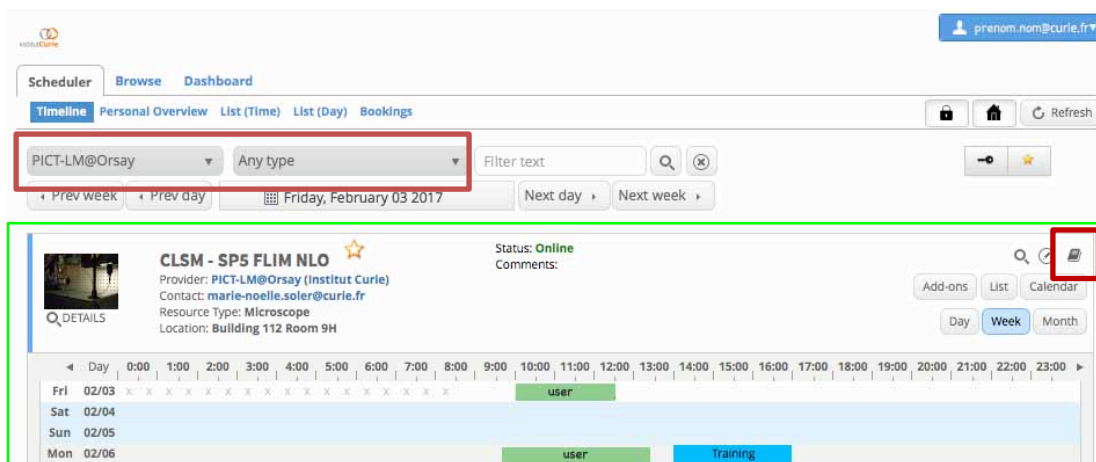 institutCurie
prenom.nom@curie.fr
Scheduler Browse Dashboard
Timeline Personal Overview List (Time) List (Day) Bookings
Refresh
PICT-LM@Orsay Any type Filter text
Prev week Prev day Friday, February 03 2017 Next day Next week
CLSM - SP5 FLIM NLO
Status: Online
Comments:
Provider: PICT-LM@Orsay (Institut Curie)
Contact: marie-noelle.soler@curie.fr
Resource Type: Microscope
Location: Building 112 Room 9H
DETAILS
Add-ons List Calendar
Day Week Month
Day 0:00 1:00 2:00 3:00 4:00 5:00 6:00 7:00 8:00 9:00 10:00 11:00 12:00 13:00 14:00 15:00 16:00 17:00 18:00 19:00 20:00 21:00 22:00 23:00
Fri 02/03 x x x x x x x x x x x x x x x x x user
Sat 02/04
Sun 02/05
Mon 02/06 user Training